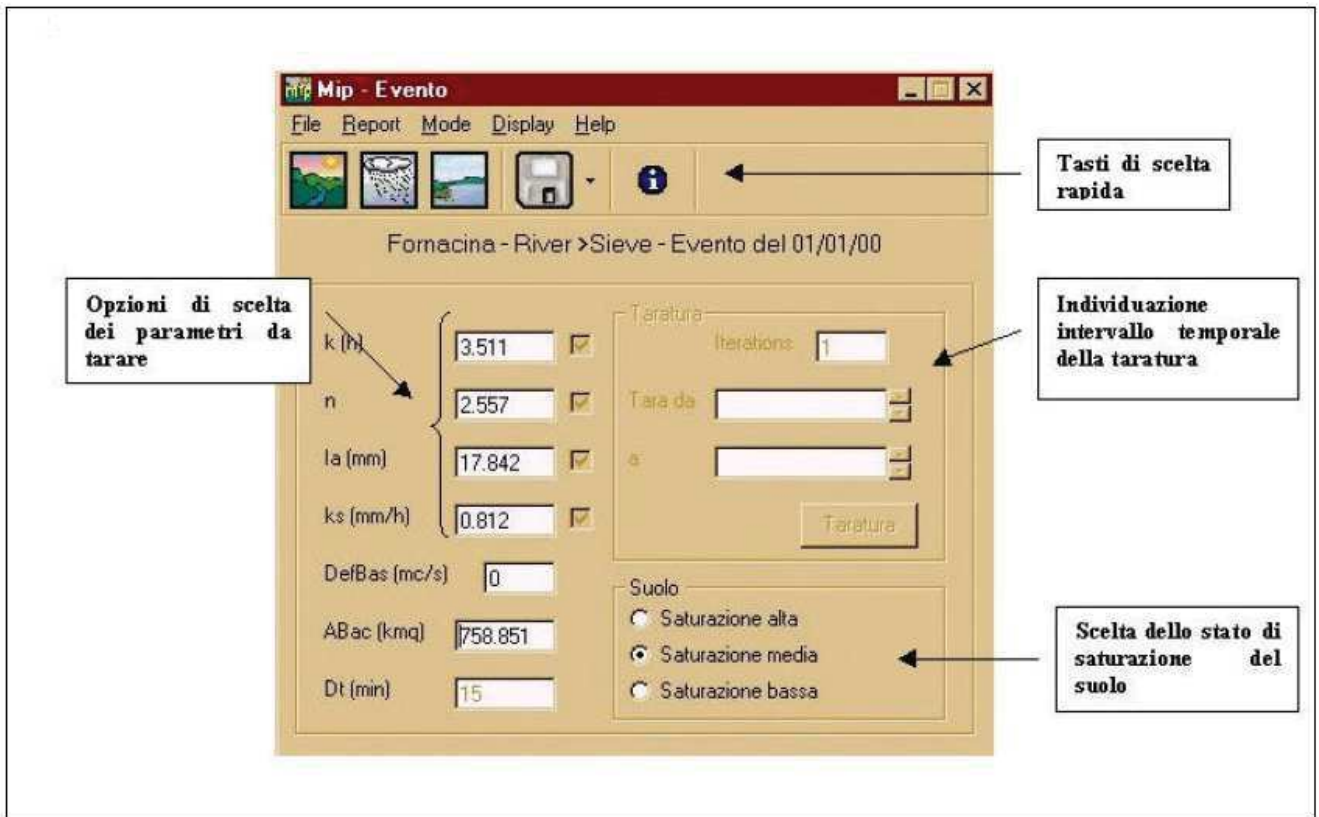 Mip - Evento
File Report Mode Display Help
Tasti di scelta
rapida
Fornacina - River >Sieve - Evento del 01/01/00
Opzioni di scelta
dei parametri da
tarare
Individuazione
intervallo temporale
della taratura
k (h) 3.511
n 2.557
Ia (mm) 17.842
ks (mm/h) 0.812
DefBas (mc/s) 0
ABac (kmq) 758.851
Dt (min) 15
Taratura
Iterations 1
Tara da
a
Taratura
Suolo
Saturazione alta
Saturazione media
Saturazione bassa
Scelta dello stato di
saturazione del
suolo